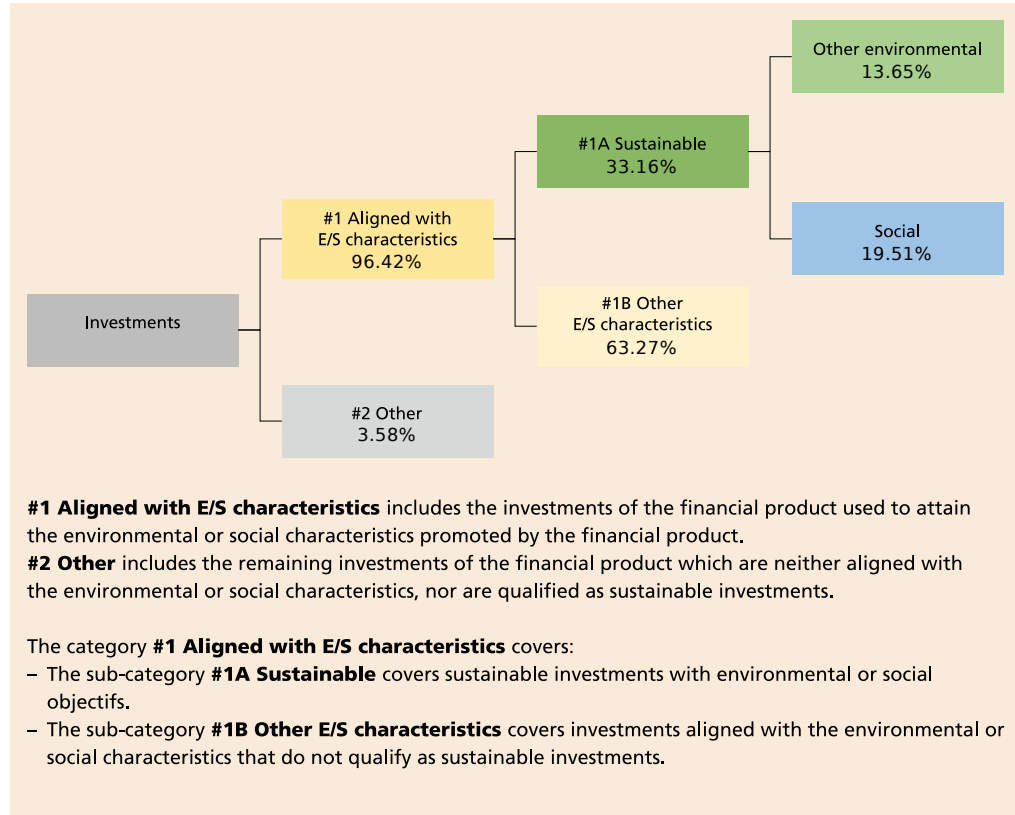 Other environmental
13.65%
#1A Sustainable
33.16%
#1 Aligned with
E/S characteristics
96.42%
Social
19.51%
Investments
#1B Other
E/S characteristics
63.27%
#2 Other
3.58%
#1 Aligned with E/S characteristics includes the investments of the financial product used to attain
the environmental or social characteristics promoted by the financial product.
#2 Other includes the remaining investments of the financial product which are neither aligned with
the environmental or social characteristics, nor are qualified as sustainable investments.
The category #1 Aligned with E/S characteristics covers:
– The sub-category #1A Sustainable covers sustainable investments with environmental or social
objectifs.
– The sub-category #1B Other E/S characteristics covers investments aligned with the environmental or
social characteristics that do not qualify as sustainable investments.